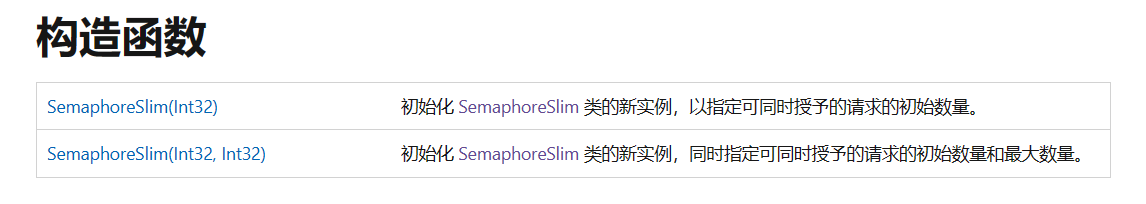 构造函数
SemaphoreSlim(Int32) 初始化 SemaphoreSlim 类的新实例，以指定可同时授予的请求的初始数量。
SemaphoreSlim(Int32, Int32) 初始化 SemaphoreSlim 类的新实例，同时指定可同时授予的请求的初始数量和最大数量。